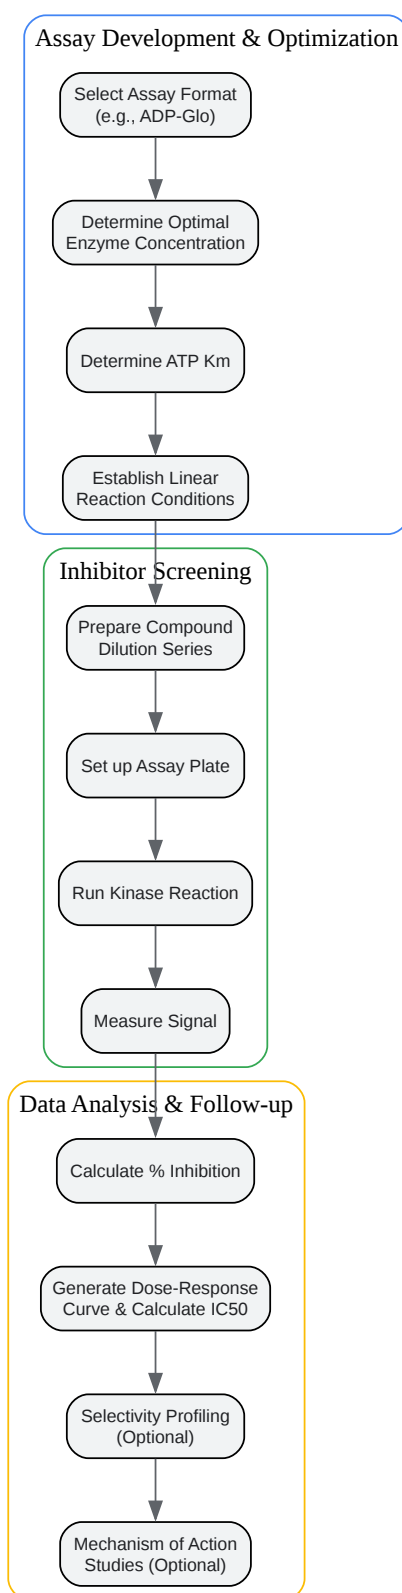 Assay Development & Optimization
Select Assay Format
(e.g., ADP-Glo)
Determine Optimal
Enzyme Concentration
Determine ATP Km
Establish Linear
Reaction Conditions
Inhibitor Screening
Prepare Compound
Dilution Series
Set up Assay Plate
Run Kinase Reaction
Measure Signal
Data Analysis & Follow-up
Calculate % Inhibition
Generate Dose-Response
Curve & Calculate IC50
Selectivity Profiling
(Optional)
Mechanism of Action
Studies (Optional)